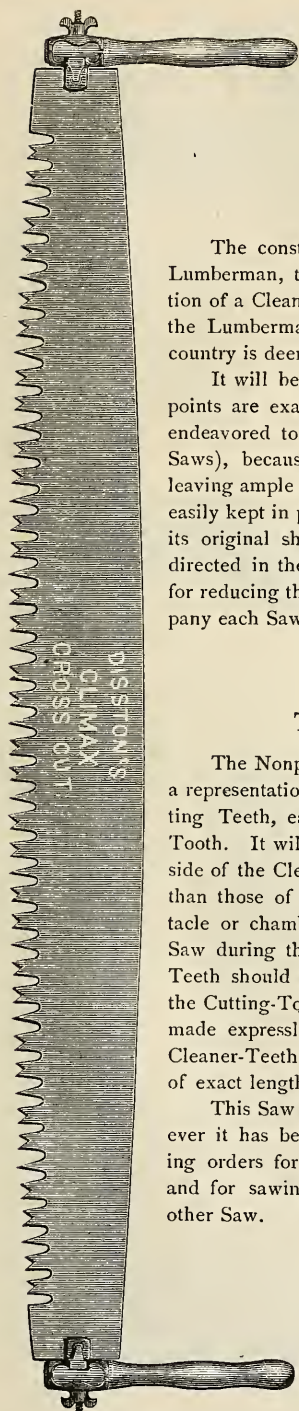 DISSTON'S
CLIMAX
CROSS CUT
The const
Lumberman, t
tion of a Clean
the Lumberma
country is deer
It will be
points are exa
endeavored to
Saws), becaus
leaving ample
easily kept in p
its original sh
directed in the
for reducing th
pany each Saw
T
The Nonp
a representatio
ting Teeth, ea
Tooth. It wil
side of the Cle
than those of
tacle or chamb
Saw during th
Teeth should
the Cutting-To
made expressl
Cleaner-Teeth
of exact length
This Saw
ever it has be
ing orders for
and for sawin
other Saw.